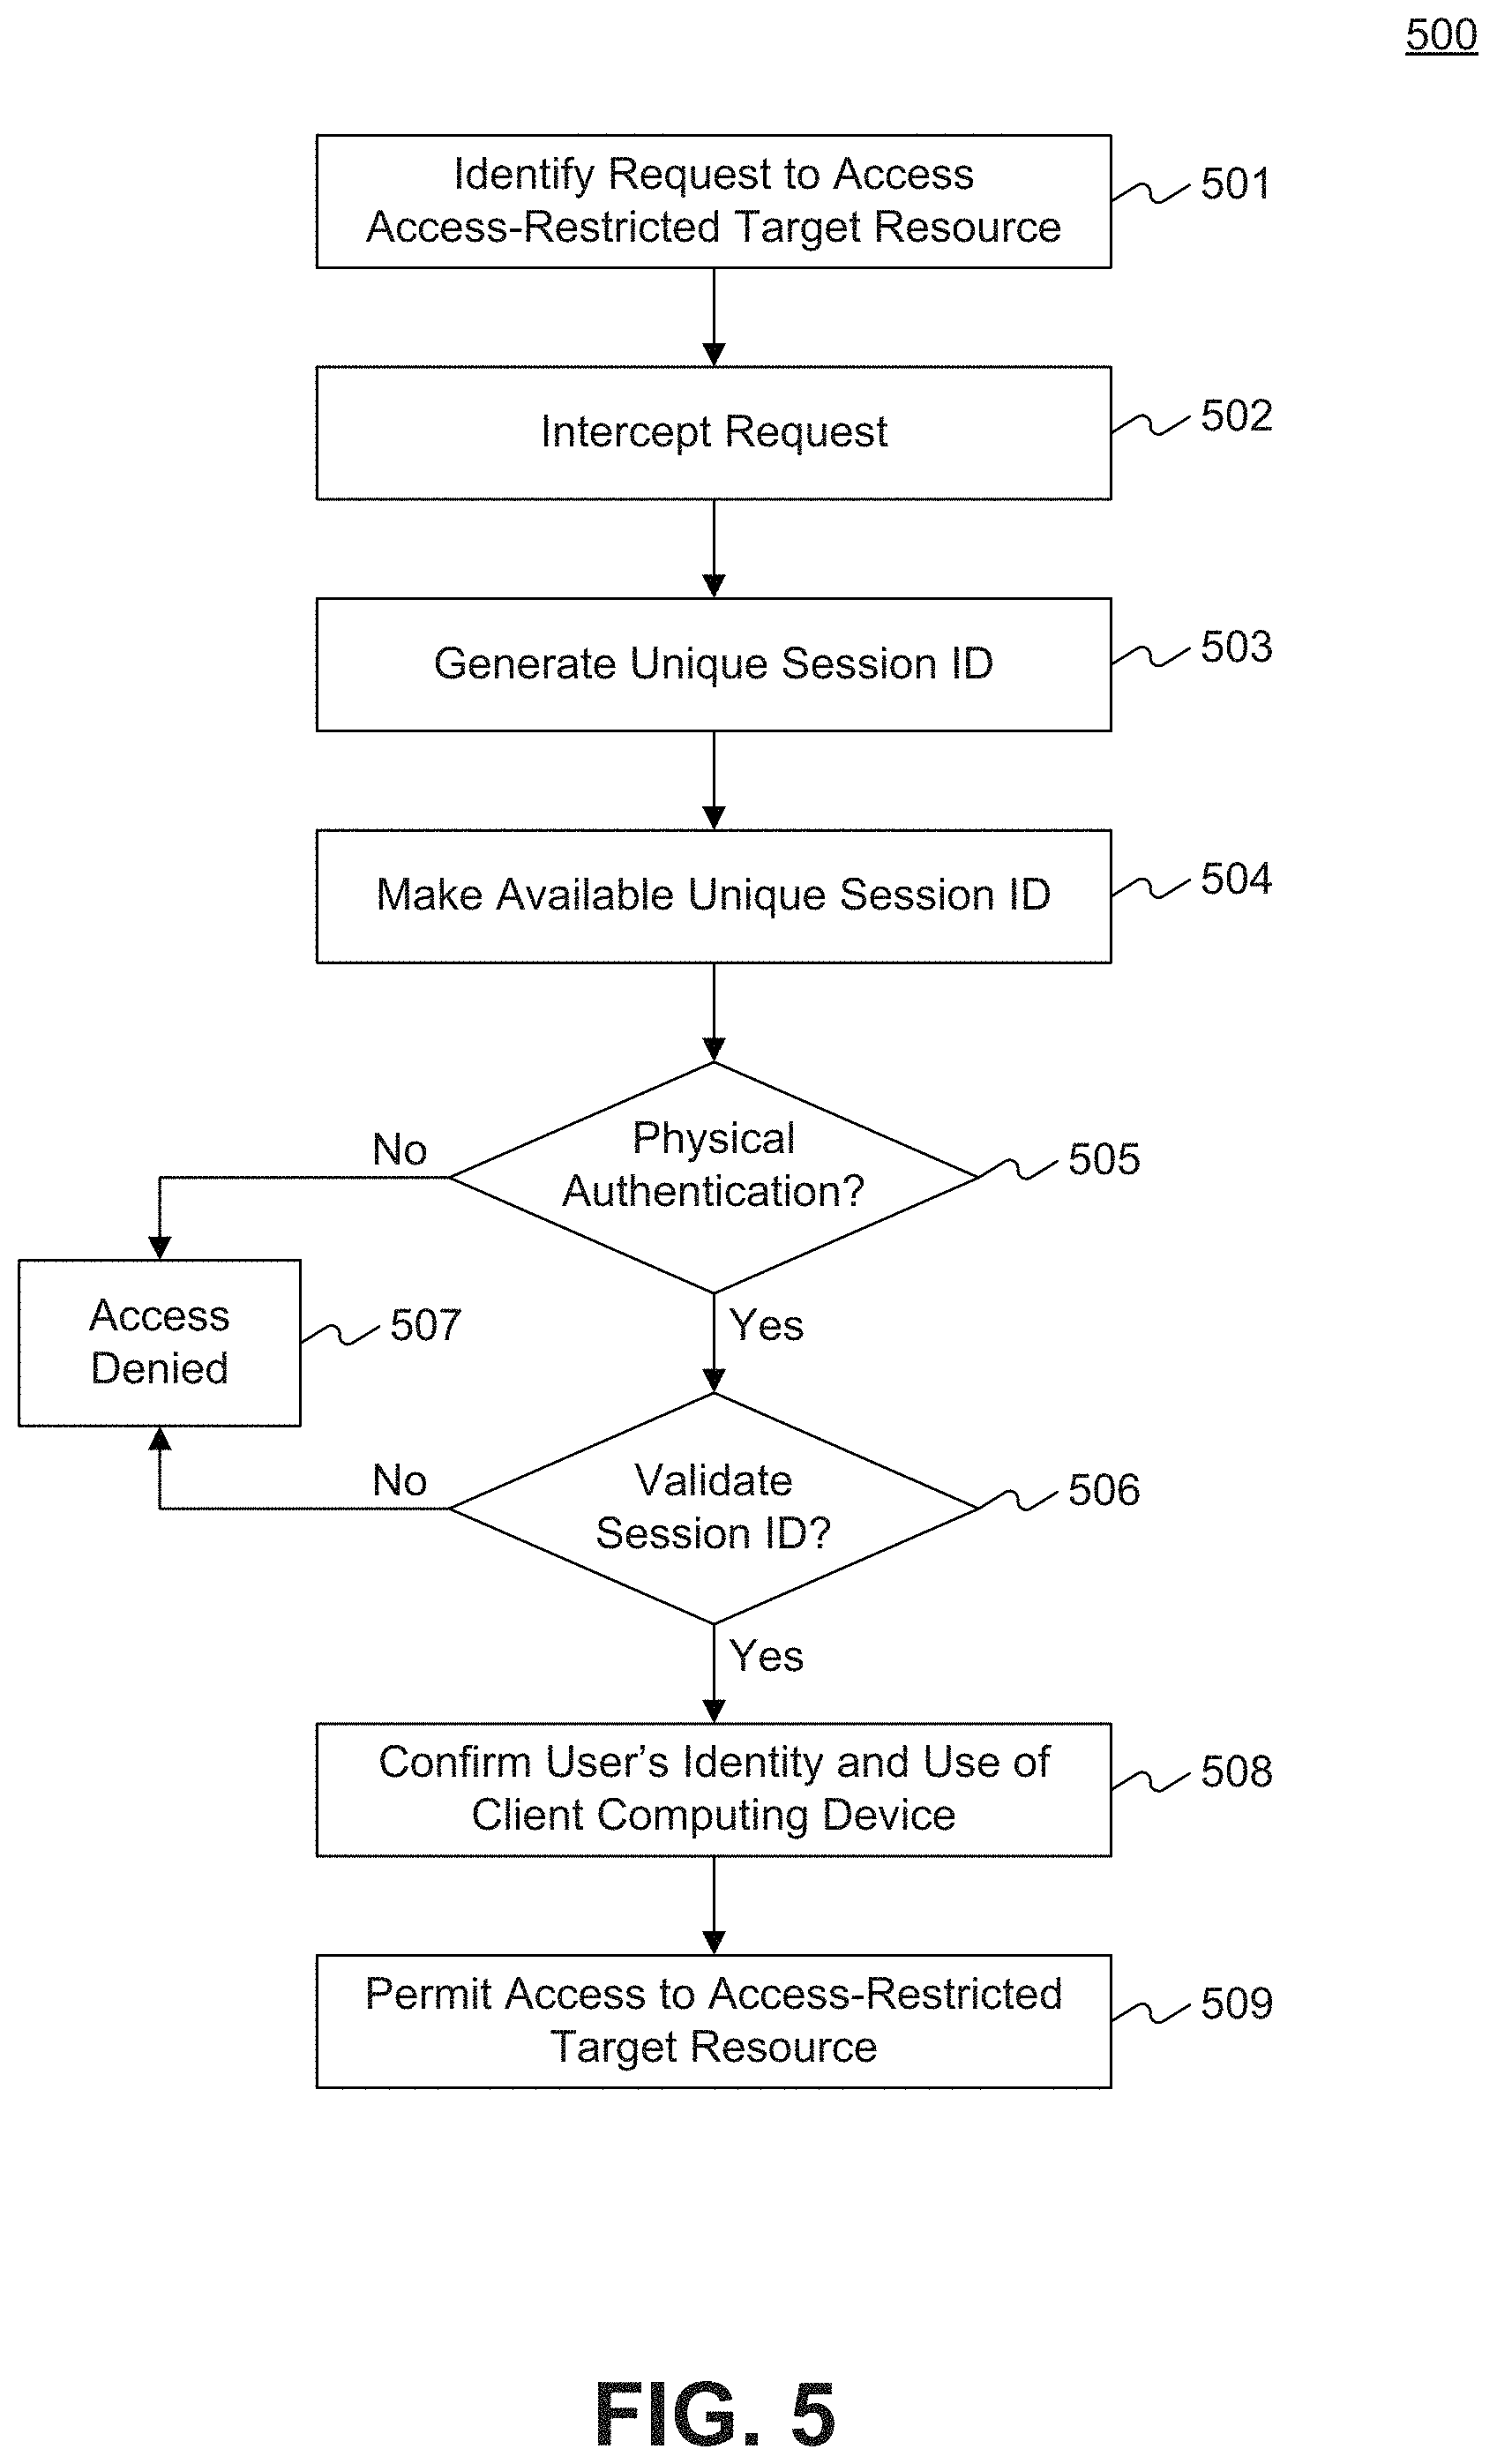 500
Identify Request to Access
Access-Restricted Target Resource
501
Intercept Request
502
Generate Unique Session ID
503
Make Available Unique Session ID
504
Physical
Authentication?
505
No
Yes
Access
Denied
507
Validate
Session ID?
506
No
Yes
Confirm User's Identity and Use of
Client Computing Device
508
Permit Access to Access-Restricted
Target Resource
509
FIG. 5